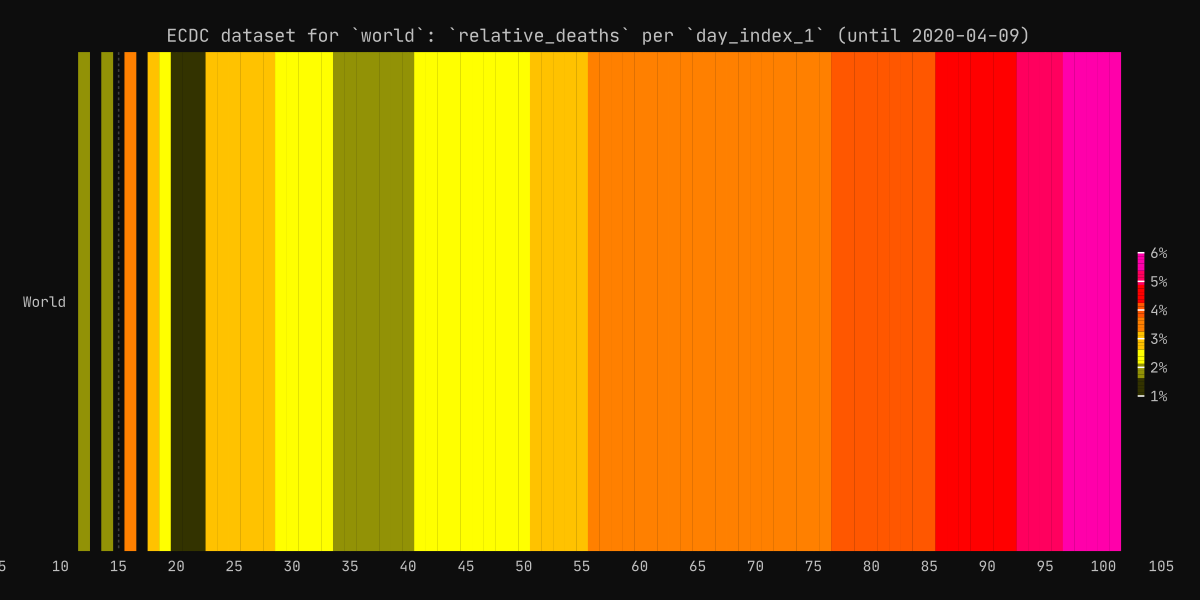 ECDC dataset for `world`: `relative_deaths` per `day_index_1` (until 2020-04-09)
6%
5%
World
4%
3%
2%
1%
5 10 15 20 25 30 35 40 45 50 55 60 65 70 75 80 85 90 95 100 105